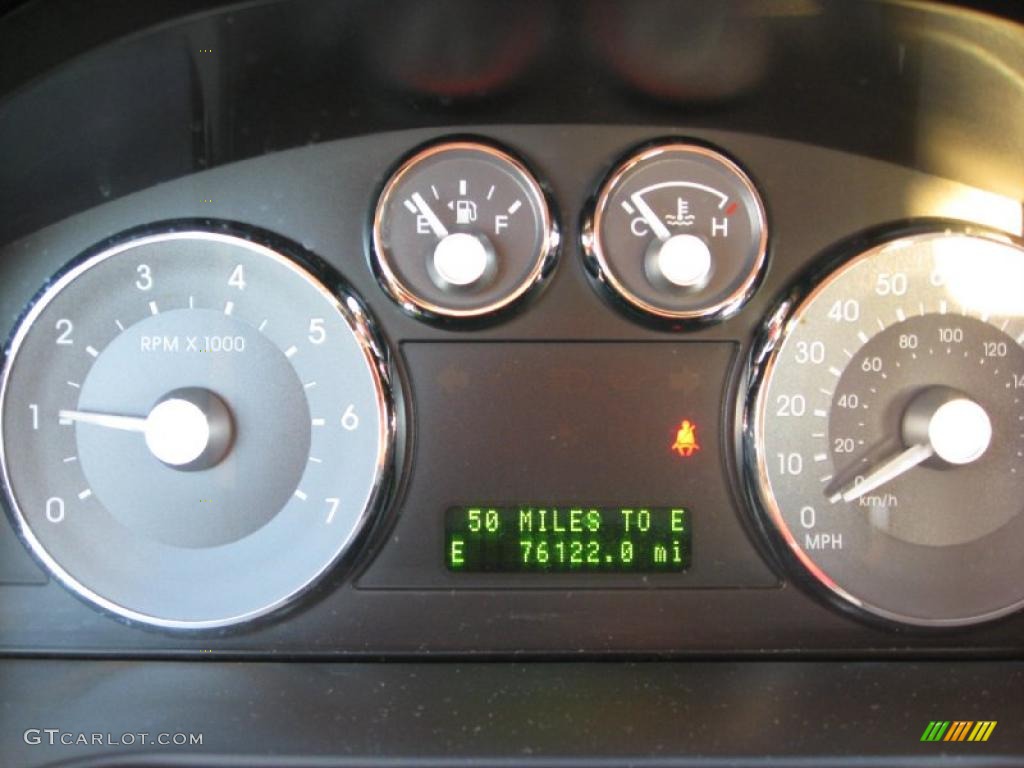 E F
C H
0 1 2 3 4 5 6 7
RPM X 1000
0 10 20 30 40 50
MPH
0 20 40 60 80 100 120
km/h
50 MILES TO E
E 76122.0 mi
GTCARLOT.COM